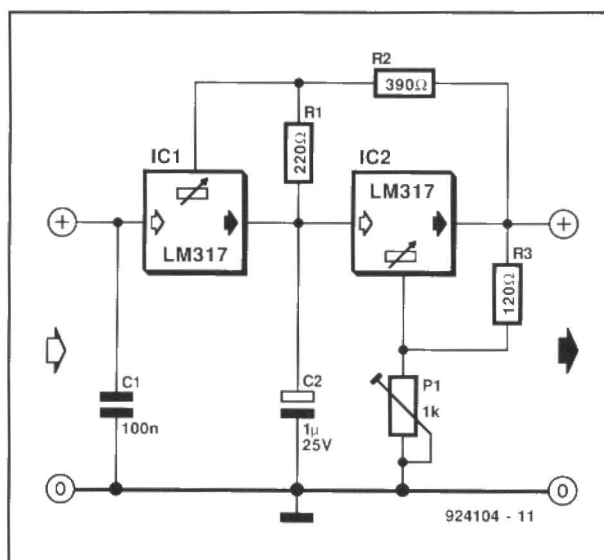 R2
390Ω
R1
220Ω
IC1
LM317
IC2
LM317
R3
120Ω
C1
100n
C2
1μ
25V
P1
1k
+
+
0
0
924104 - 11